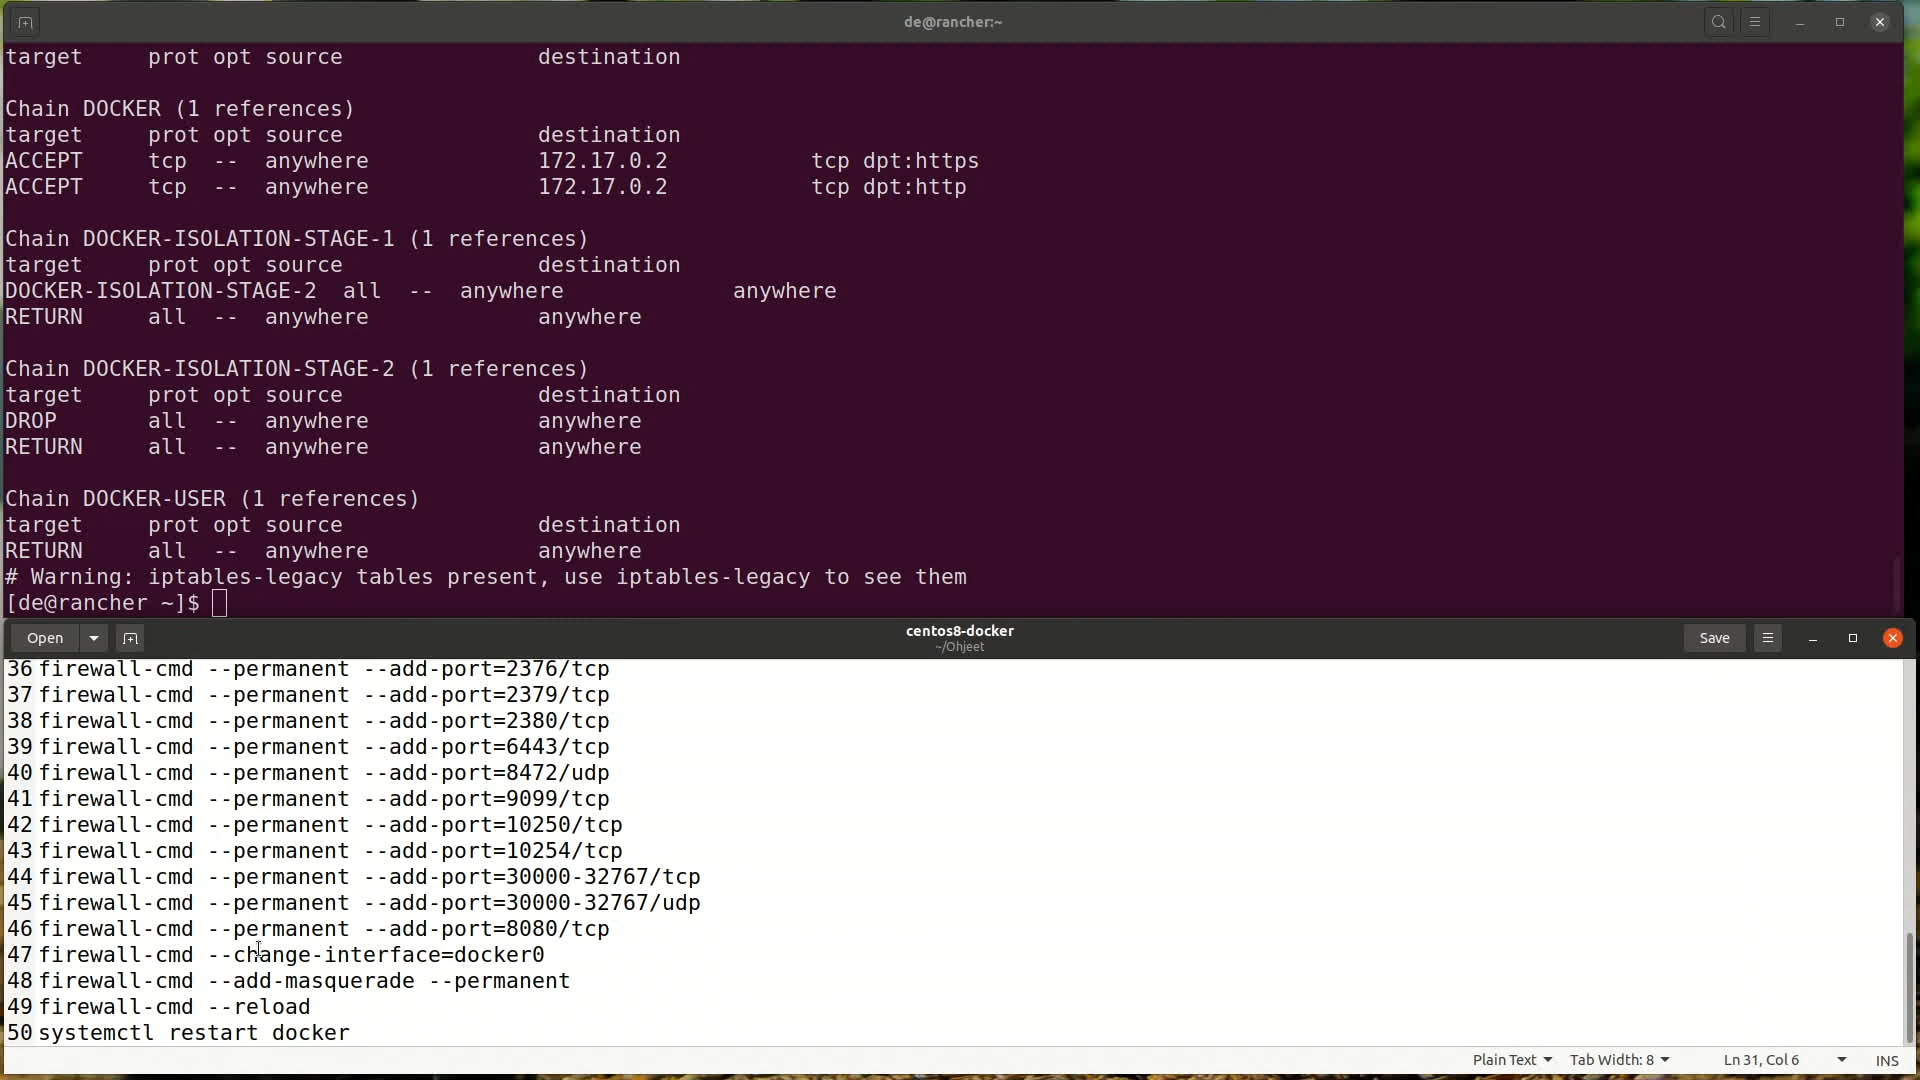 de@rancher:~
target     prot opt source               destination
Chain DOCKER (1 references)
target     prot opt source               destination
ACCEPT     tcp  --  anywhere             172.17.0.2           tcp dpt:https
ACCEPT     tcp  --  anywhere             172.17.0.2           tcp dpt:http
Chain DOCKER-ISOLATION-STAGE-1 (1 references)
target     prot opt source               destination
DOCKER-ISOLATION-STAGE-2  all  --  anywhere             anywhere
RETURN     all  --  anywhere             anywhere
Chain DOCKER-ISOLATION-STAGE-2 (1 references)
target     prot opt source               destination
DROP       all  --  anywhere             anywhere
RETURN     all  --  anywhere             anywhere
Chain DOCKER-USER (1 references)
target     prot opt source               destination
RETURN     all  --  anywhere             anywhere
# Warning: iptables-legacy tables present, use iptables-legacy to see them
[de@rancher ~]$
Open centos8-docker Save
~/Ohjeet
36 firewall-cmd --permanent --add-port=2376/tcp
37 firewall-cmd --permanent --add-port=2379/tcp
38 firewall-cmd --permanent --add-port=2380/tcp
39 firewall-cmd --permanent --add-port=6443/tcp
40 firewall-cmd --permanent --add-port=8472/udp
41 firewall-cmd --permanent --add-port=9099/tcp
42 firewall-cmd --permanent --add-port=10250/tcp
43 firewall-cmd --permanent --add-port=10254/tcp
44 firewall-cmd --permanent --add-port=30000-32767/tcp
45 firewall-cmd --permanent --add-port=30000-32767/udp
46 firewall-cmd --permanent --add-port=8080/tcp
47 firewall-cmd --change-interface=docker0
48 firewall-cmd --add-masquerade --permanent
49 firewall-cmd --reload
50 systemctl restart docker
Plain Text Tab Width: 8 Ln 31, Col 6 INS